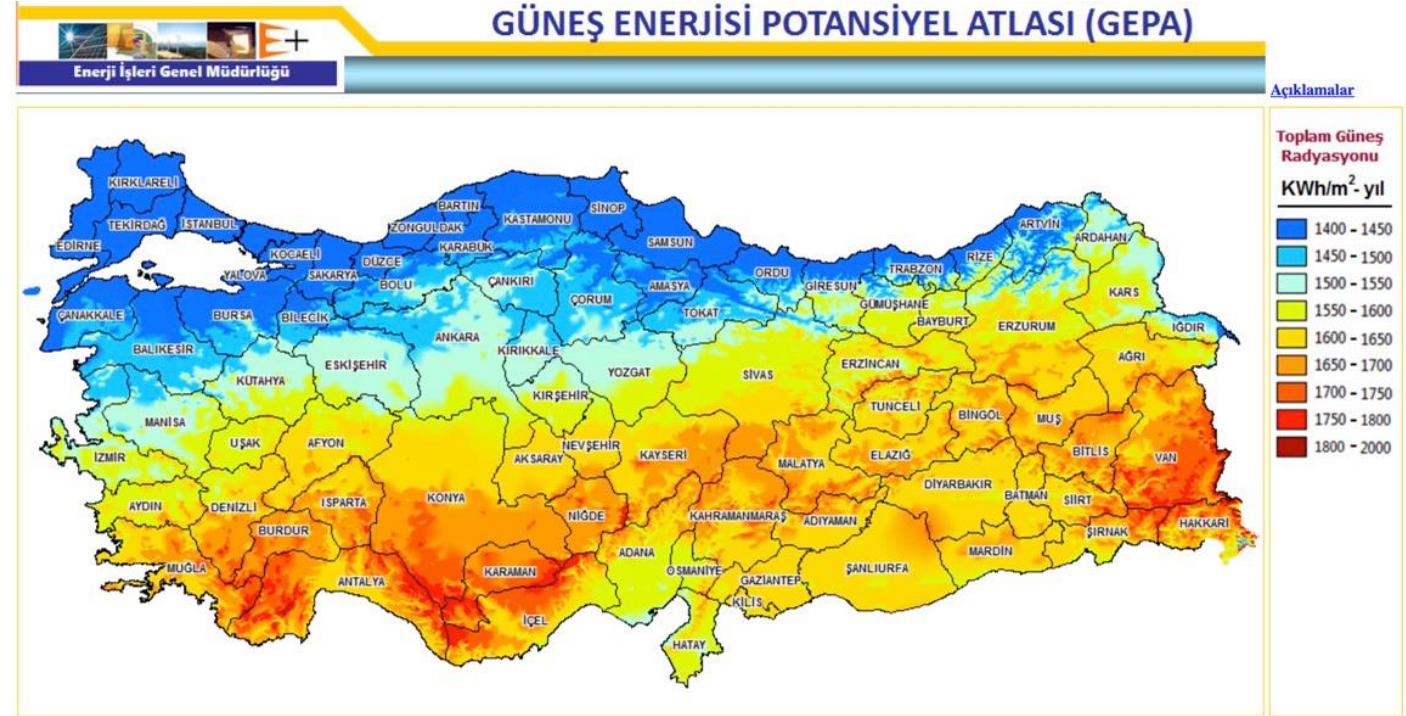 GÜNEŞ ENERJİSİ POTANSİYEL ATLASI (GEPA)
E+
Enerji İşleri Genel Müdürlüğü
Açıklamalar
Toplam Güneş
Radyasyonu
KWh/m²- yıl
1400 - 1450
1450 - 1500
1500 - 1550
1550 - 1600
1600 - 1650
1650 - 1700
1700 - 1750
1750 - 1800
1800 - 2000
KIRKLARELİ
EDİRNE
TEKİRDAĞ
İSTANBUL
KOCAELİ
YALOVA
SAKARYA
DÜZCE
ZONGULDAK
BARTIN
KARABÜK
KASTAMONU
SİNOP
SAMSUN
ORDU
GİRESUN
TRABZON
RİZE
ARTVİN
ARDAHAN
ÇANAKKALE
BURSA
BİLECİK
BOLU
ÇANKIRI
ÇORUM
AMASYA
TOKAT
GÜMÜŞHANE
BAYBURT
ERZURUM
KARS
IĞDIR
BALIKESİR
KÜTAHYA
ESKİŞEHİR
ANKARA
KIRIKKALE
YOZGAT
SİVAS
ERZİNCAN
AĞRI
MANİSA
UŞAK
AFYON
KIRŞEHİR
NEVŞEHİR
AKSARAY
KAYSERİ
MALATYA
TUNCELİ
ELAZIĞ
BİNGÖL
MUŞ
BİTLİS
VAN
İZMİR
AYDIN
DENİZLİ
ISPARTA
BURDUR
KONYA
NİĞDE
KAHRAMANMARAŞ
ADIYAMAN
DİYARBAKIR
BATMAN
SİİRT
ŞIRNAK
HAKKARİ
MUĞLA
ANTALYA
KARAMAN
İÇEL
ADANA
OSMANİYE
GAZİANTEP
KİLİS
ŞANLIURFA
MARDİN
HATAY